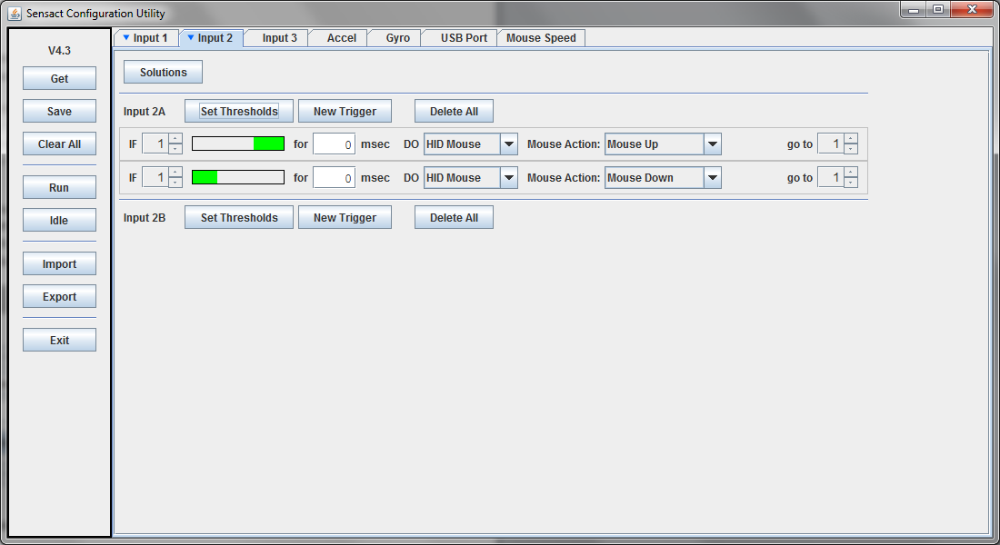 Sensact Configuration Utility
V4.3
Get
Save
Clear All
Run
Idle
Import
Export
Exit
Input 1 Input 2 Input 3 Accel Gyro USB Port Mouse Speed
Solutions
Input 2A Set Thresholds New Trigger Delete All
IF 1 for 0 msec DO HID Mouse Mouse Action: Mouse Up go to 1
IF 1 for 0 msec DO HID Mouse Mouse Action: Mouse Down go to 1
Input 2B Set Thresholds New Trigger Delete All